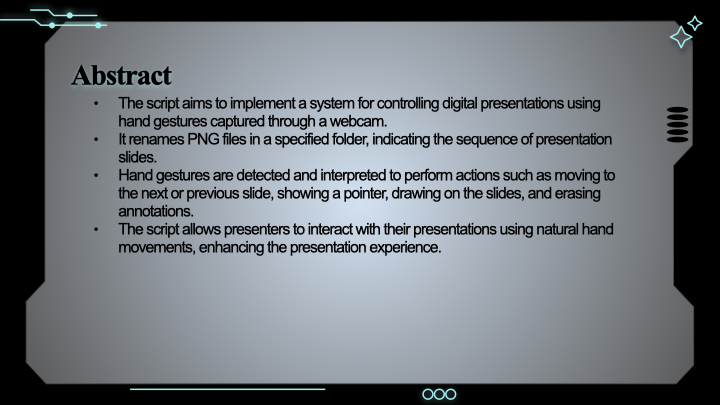 Abstract
• The script aims to implement a system for controlling digital presentations using
hand gestures captured through a webcam.
• It renames PNG files in a specified folder, indicating the sequence of presentation
slides.
• Hand gestures are detected and interpreted to perform actions such as moving to
the next or previous slide, showing a pointer, drawing on the slides, and erasing
annotations.
• The script allows presenters to interact with their presentations using natural hand
movements, enhancing the presentation experience.